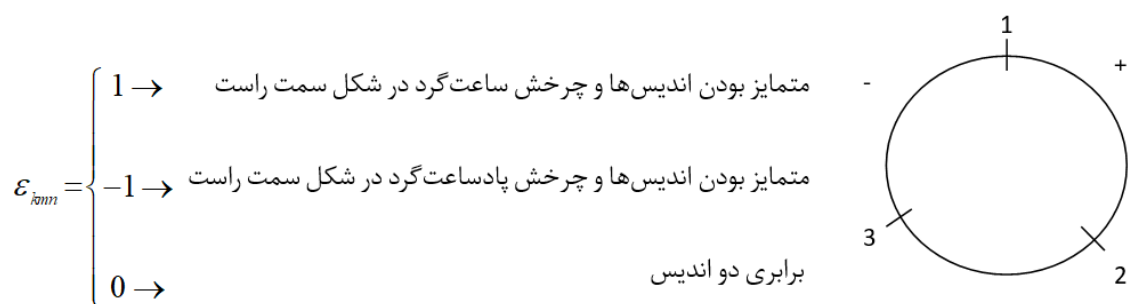 1 → متمایز بودن اندیس‌ها و چرخش ساعت‌گرد در شکل سمت راست
ε_kmn = { −1 → متمایز بودن اندیس‌ها و چرخش پادساعت‌گرد در شکل سمت راست
0 → برابری دو اندیس
1
+
-
3
2